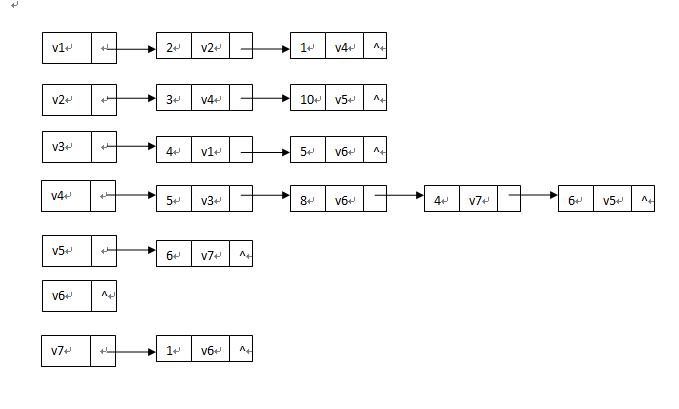 v1 2 v2 1 v4 ^
v2 3 v4 10 v5 ^
v3 4 v1 5 v6 ^
v4 5 v3 8 v6 4 v7 6 v5 ^
v5 6 v7 ^
v6 ^
v7 1 v6 ^